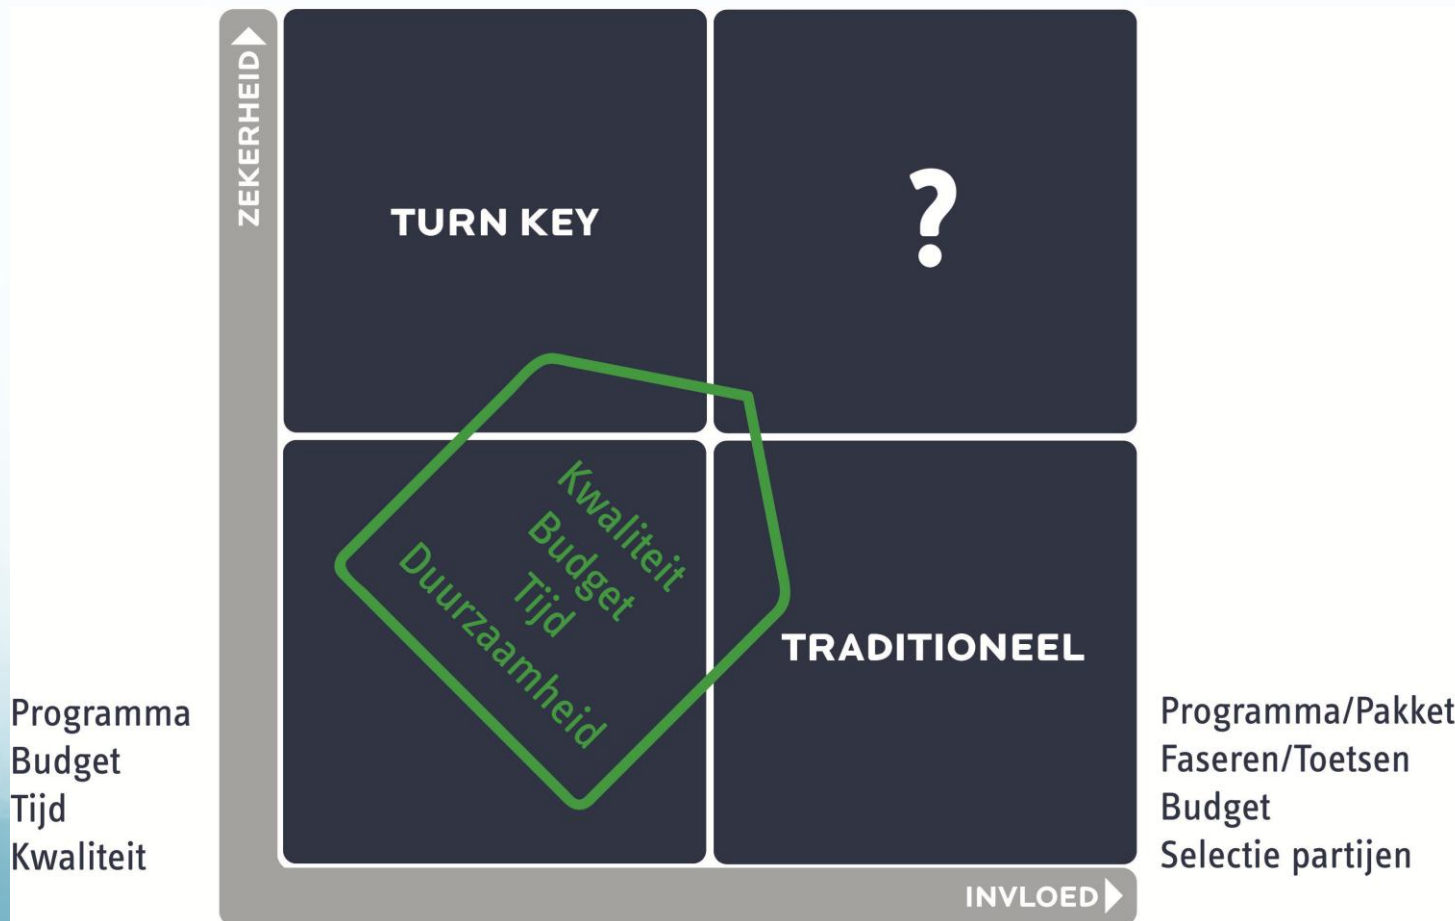 ZEKERHEID
TURN KEY
?
Kwaliteit
Budget
Tijd
Duurzaamheid
TRADITIONEEL
Programma
Budget
Tijd
Kwaliteit
Programma/Pakket
Faseren/Toetsen
Budget
Selectie partijen
INVLOED